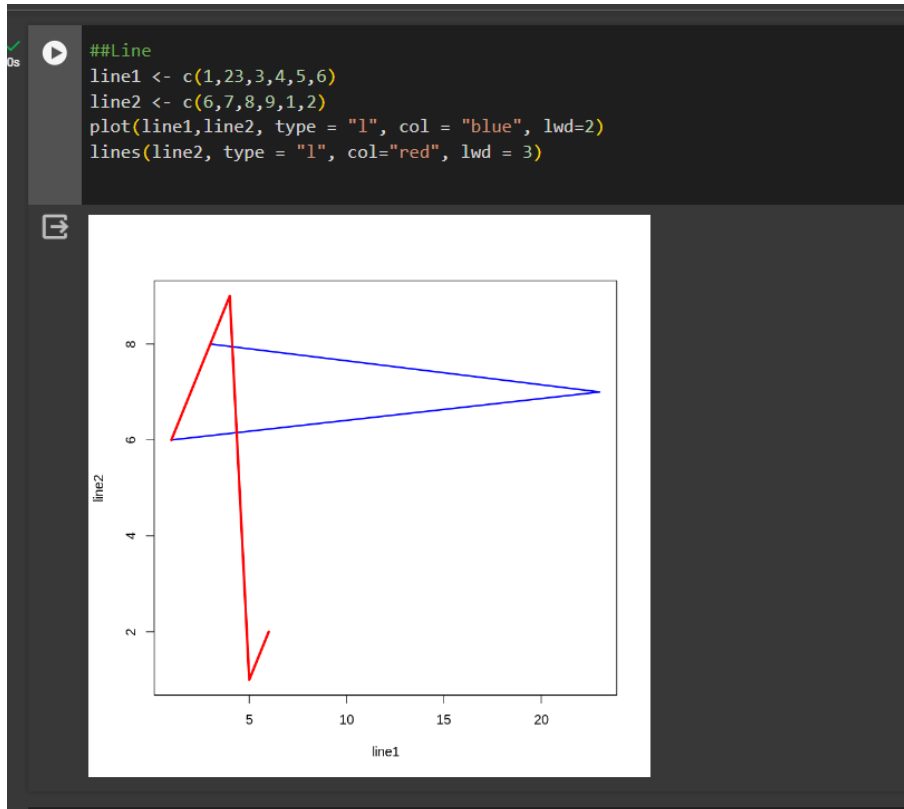 ##Line
0s
line1 <- c(1,23,3,4,5,6)
line2 <- c(6,7,8,9,1,2)
plot(line1,line2, type = "l", col = "blue", lwd=2)
lines(line2, type = "l", col="red", lwd = 3)
8
6
4
2
line2
5 10 15 20
line1